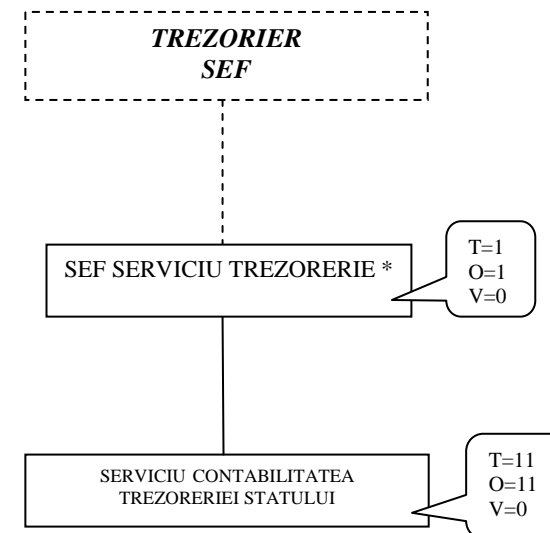 TREZORIER
SEF
SEF SERVICIU TREZORERIE *
T=1
O=1
V=0
SERVICIU CONTABILITATEA
TREZORERIEI STATULUI
T=11
O=11
V=0